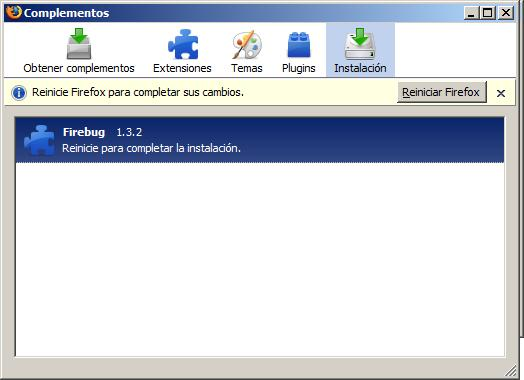 Complementos
Obtener complementos Extensiones Temas Plugins Instalación
Reinicie Firefox para completar sus cambios. Reiniciar Firefox
Firebug 1.3.2
Reinicie para completar la instalación.